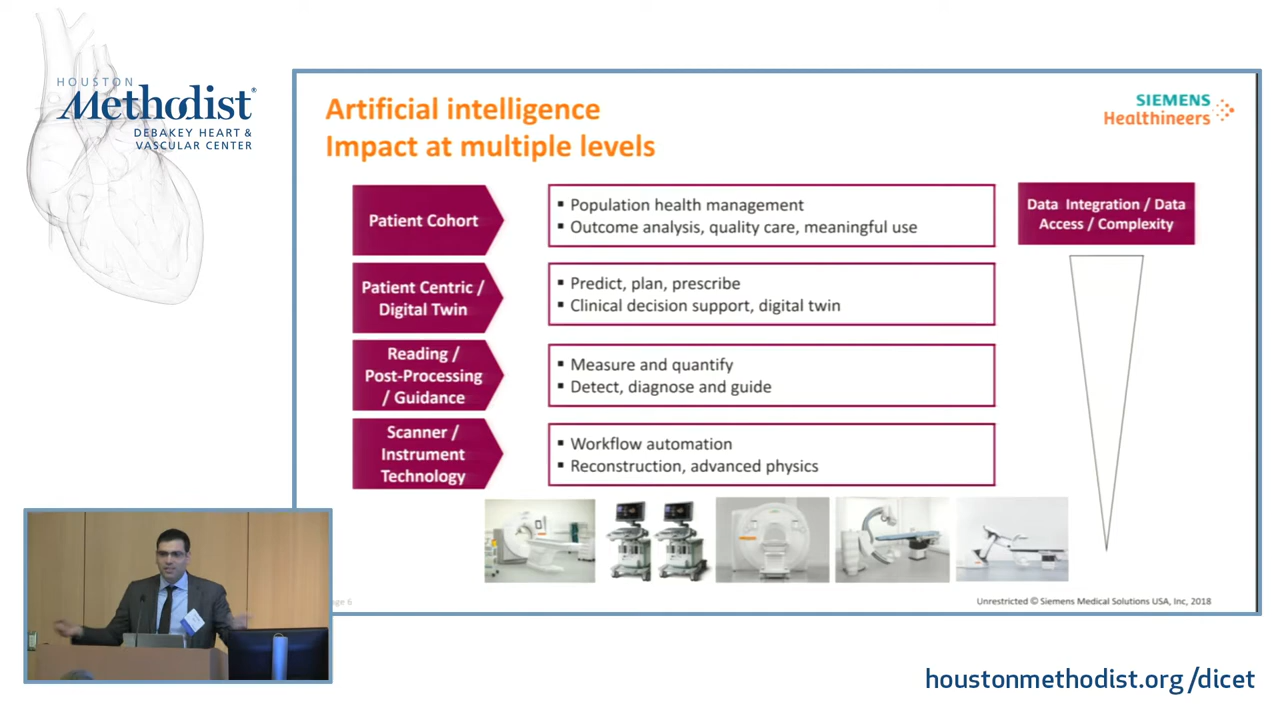 HOUSTON
Methodist®
DEBAKEY HEART &
VASCULAR CENTER
Artificial intelligence
Impact at multiple levels
SIEMENS
Healthineers
Patient Cohort
▪ Population health management
▪ Outcome analysis, quality care, meaningful use
Data Integration / Data
Access / Complexity
Patient Centric /
Digital Twin
▪ Predict, plan, prescribe
▪ Clinical decision support, digital twin
Reading /
Post-Processing
/ Guidance
▪ Measure and quantify
▪ Detect, diagnose and guide
Scanner /
Instrument
Technology
▪ Workflow automation
▪ Reconstruction, advanced physics
6
Unrestricted © Siemens Medical Solutions USA, Inc, 2018
houstonmethodist.org/dicet